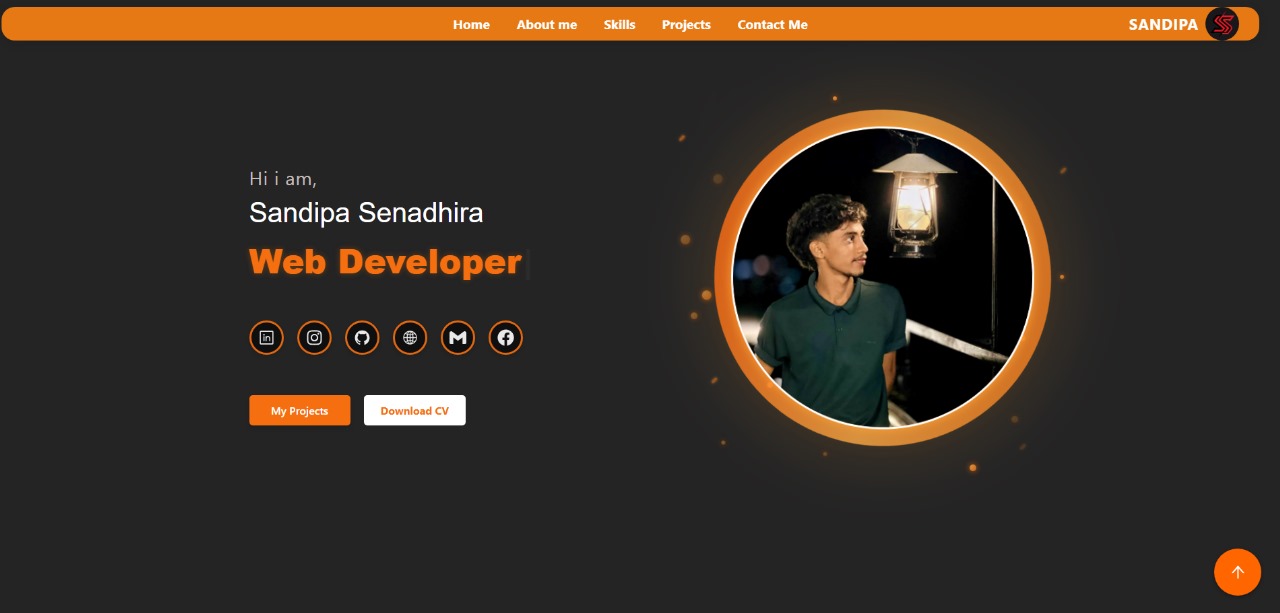 Home About me Skills Projects Contact Me SANDIPA
Hi i am,
Sandipa Senadhira
Web Developer
My Projects Download CV